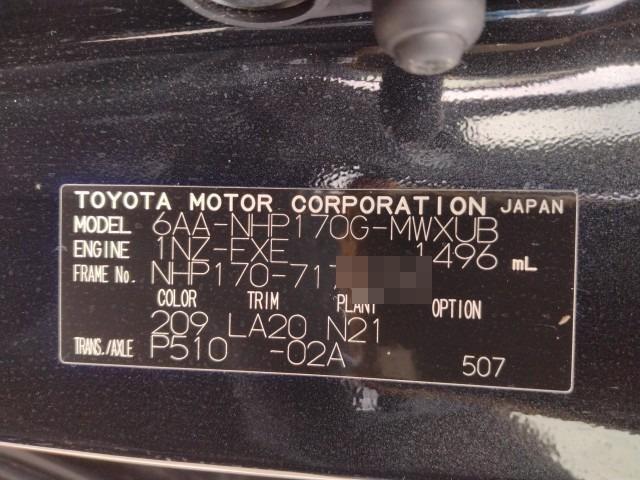 TOYOTA MOTOR CORPORATION JAPAN
MODEL 6AA-NHP170G-MWXUB
ENGINE 1NZ-EXE 1496 mL
FRAME No. NHP170-717
COLOR TRIM PLANT OPTION
209 LA20 N21
TRANS./AXLE P510 -02A 507